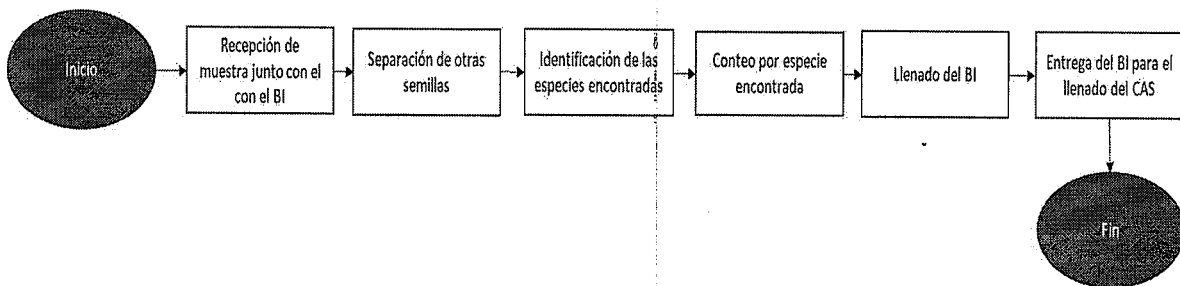 Inicio
Recepción de
muestra junto con el
con el BI
Separación de otras
semillas
Identificación de las
especies encontradas
Conteo por especie
encontrada
Llenado del BI
Entrega del BI para el
llenado del CAS
Fin